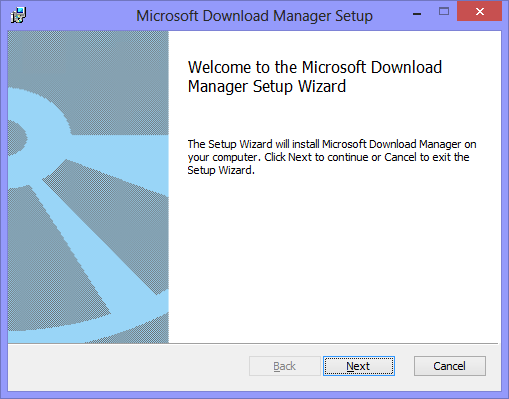 Microsoft Download Manager Setup
Welcome to the Microsoft Download
Manager Setup Wizard
The Setup Wizard will install Microsoft Download Manager on
your computer. Click Next to continue or Cancel to exit the
Setup Wizard.
Back Next Cancel